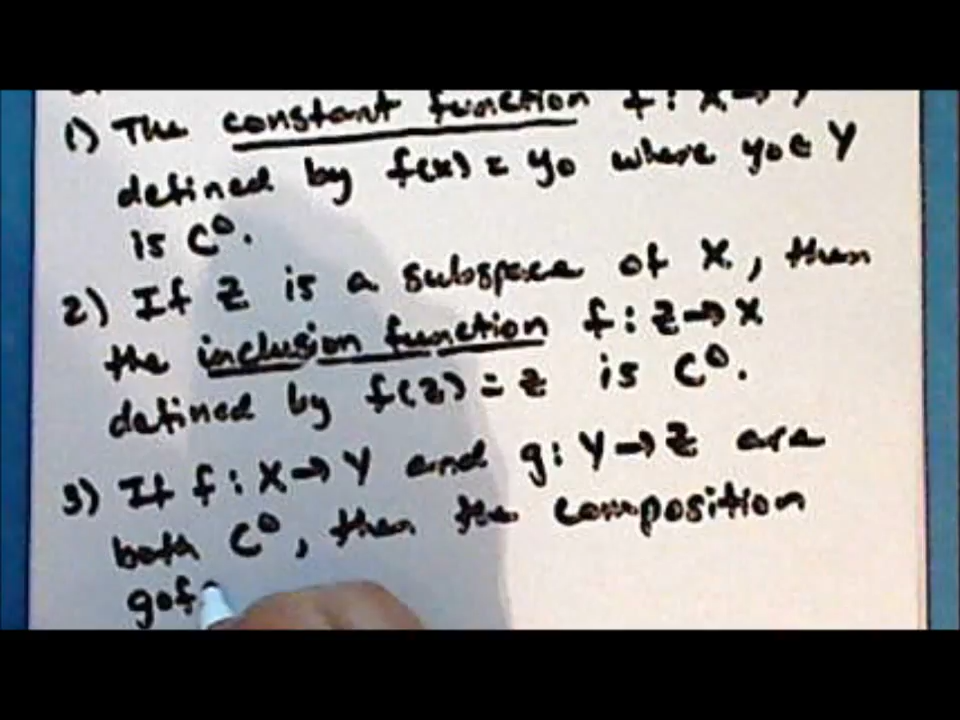 1) The constant function f : X → Y
defined by f(x) = y₀ where y₀ ∈ Y
is C⁰.
2) If Z is a subspace of X, then
the inclusion function f : Z → X
defined by f(z) = z is C⁰.
3) If f : X → Y and g : Y → Z are
both C⁰, then the composition
gof